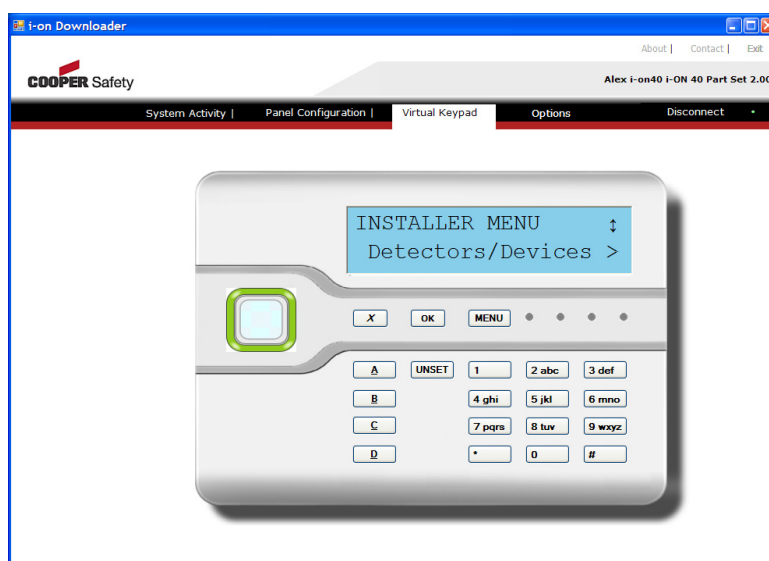 i-on Downloader
About | Contact | Exit
COOPER Safety
Alex i-on40 i-ON 40 Part Set 2.00
System Activity | Panel Configuration | Virtual Keypad Options Disconnect
INSTALLER MENU ↕
Detectors/Devices >
X OK MENU
A UNSET 1 2 abc 3 def
B 4 ghi 5 jkl 6 mno
C 7 pqrs 8 tuv 9 wxyz
D * 0 #